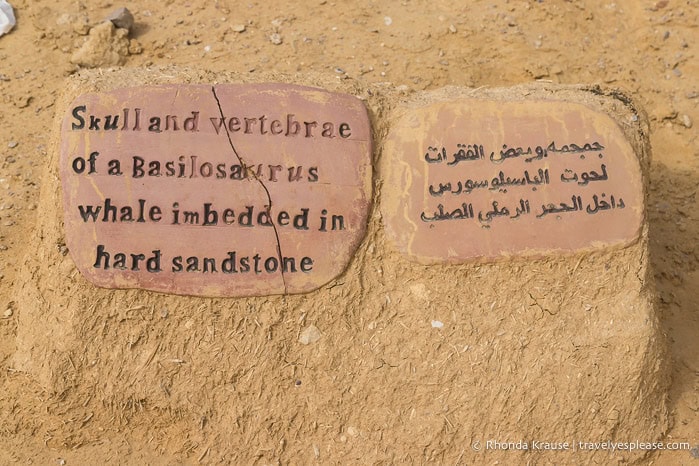 Skull and vertebrae
of a Basilosaurus
whale imbedded in
hard sandstone
جمجمه,وبعض الفقرات
لحوت الباسيلوسورس
داخل الحجر الرملي الصلب
© Rhonda Krause | travelyesplease.com